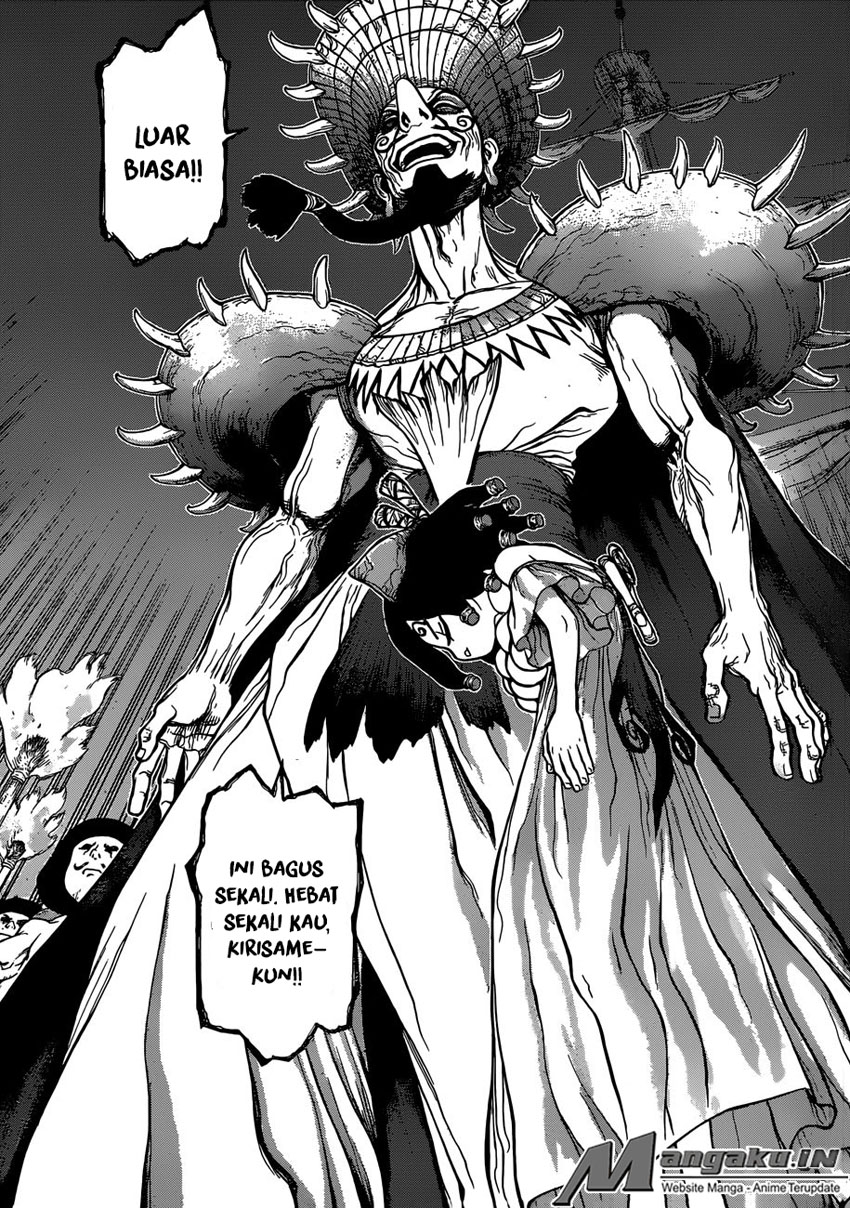 LUAR
BIASA!!
INI BAGUS
SEKALI. HEBAT
SEKALI KAU,
KIRISAME-
KUN!!
Mangaku.IN
Website Manga - Anime Terupdate